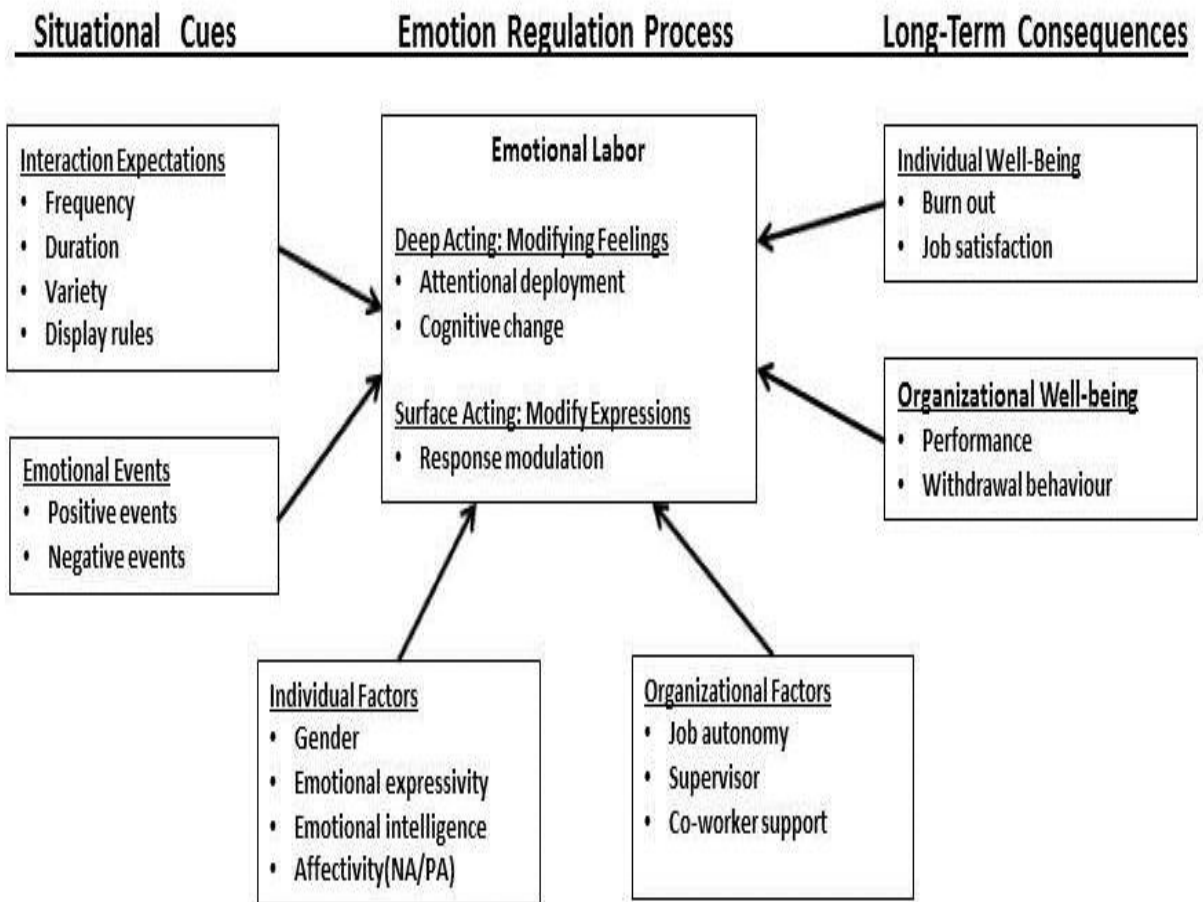 Situational Cues
Emotion Regulation Process
Long-Term Consequences
Interaction Expectations
• Frequency
• Duration
• Variety
• Display rules
Emotional Events
• Positive events
• Negative events
Emotional Labor
Deep Acting: Modifying Feelings
• Attentional deployment
• Cognitive change
Surface Acting: Modify Expressions
• Response modulation
Individual Well-Being
• Burn out
• Job satisfaction
Organizational Well-being
• Performance
• Withdrawal behaviour
Individual Factors
• Gender
• Emotional expressivity
• Emotional intelligence
• Affectivity(NA/PA)
Organizational Factors
• Job autonomy
• Supervisor
• Co-worker support